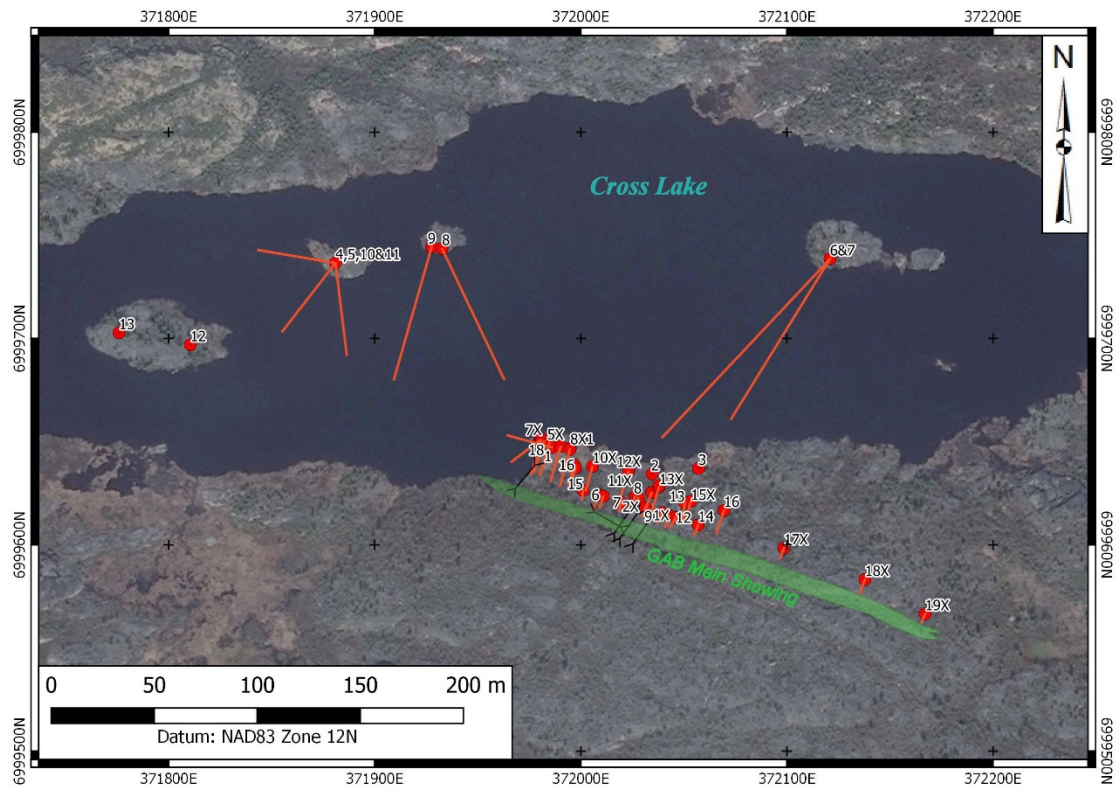 371800E 371900E 372000E 372100E 372200E
N
6999800N 6999800N
Cross Lake
9 8
4,5,10&11 6&7
13
12
6999700N 6999700N
7X 5X 8X1
18 1 16 10X 12X 2 3
15 11X 13X
6 7 8 13 15X 16
2X 9 1X 12 14
6999600N 6999600N
17X
GAB Main Showing
18X
19X
0 50 100 150 200 m
Datum: NAD83 Zone 12N
6999500N 6999500N
371800E 371900E 372000E 372100E 372200E